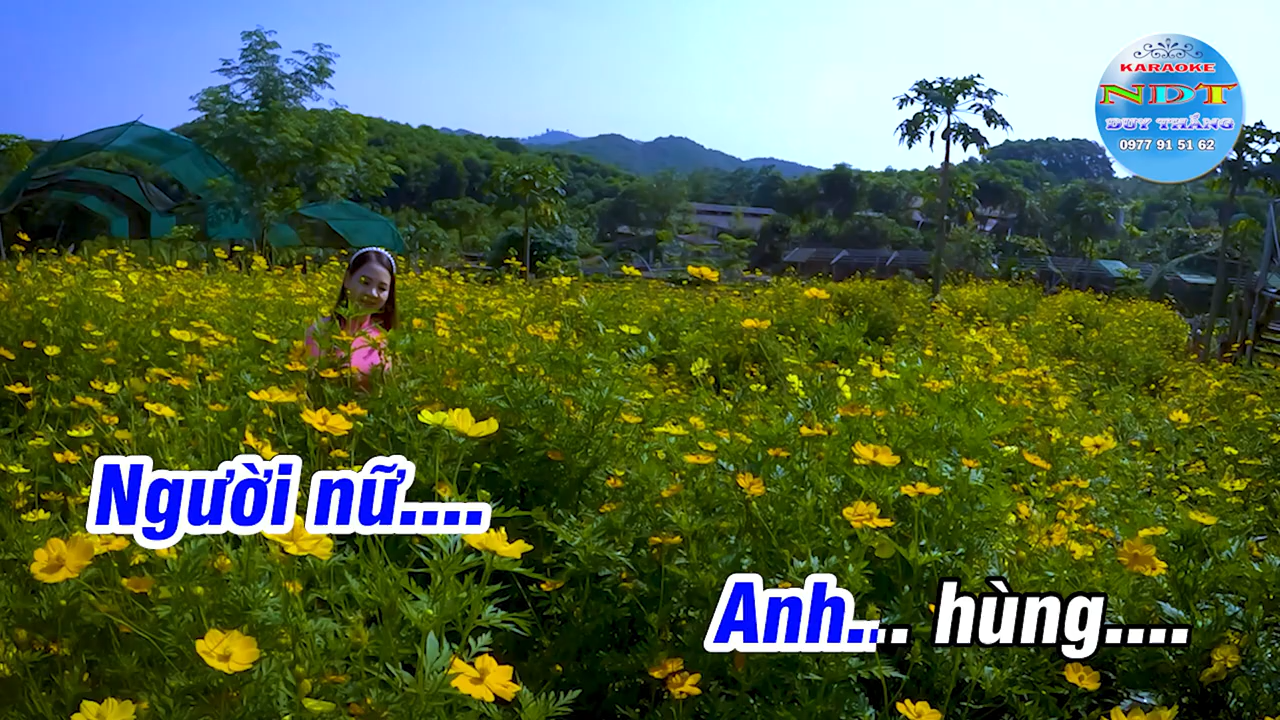 KARAOKE
NDT
DUY THẮNG
0977 91 51 62
Người nữ....
Anh... hùng....